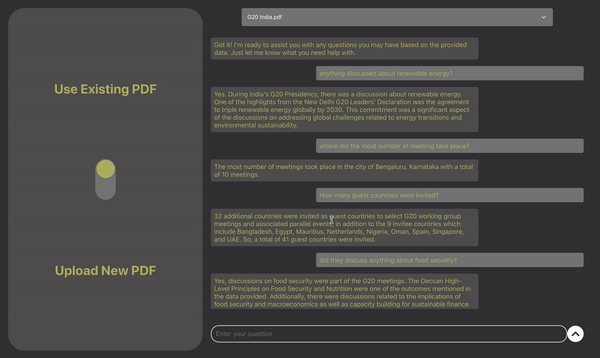 Use Existing PDF
Upload New PDF
G20 India.pdf
Got it! I'm ready to assist you with any questions you may have based on the provided
data. Just let me know what you need help with.
anything discussed about renewable energy?
Yes. During India's G20 Presidency, there was a discussion about renewable energy.
One of the highlights from the New Delhi G20 Leaders' Declaration was the agreement
to triple renewable energy globally by 2030. This commitment was a significant aspect
of the discussions on addressing global challenges related to energy transitions and
environmental sustainability.
where did the most number of meeting take place?
The most number of meetings took place in the city of Bengaluru, Karnataka with a total
of 10 meetings.
How many guest countries were invited?
32 additional countries were invited as guest countries to select G20 working group
meetings and associated parallel events in addition to the 9 invitee countries which
include Bangladesh, Egypt, Mauritius, Netherlands, Nigeria, Oman, Spain, Singapore,
and UAE. So, a total of 41 guest countries were invited.
did they discuss anything about food security?
Yes, discussions on food security were part of the G20 meetings. The Deccan High-
Level Principles on Food Security and Nutrition were one of the outcomes mentioned in
the data provided. Additionally, there were discussions related to the implications of
food security and macroeconomics as well as capacity building for sustainable finance
Enter your question